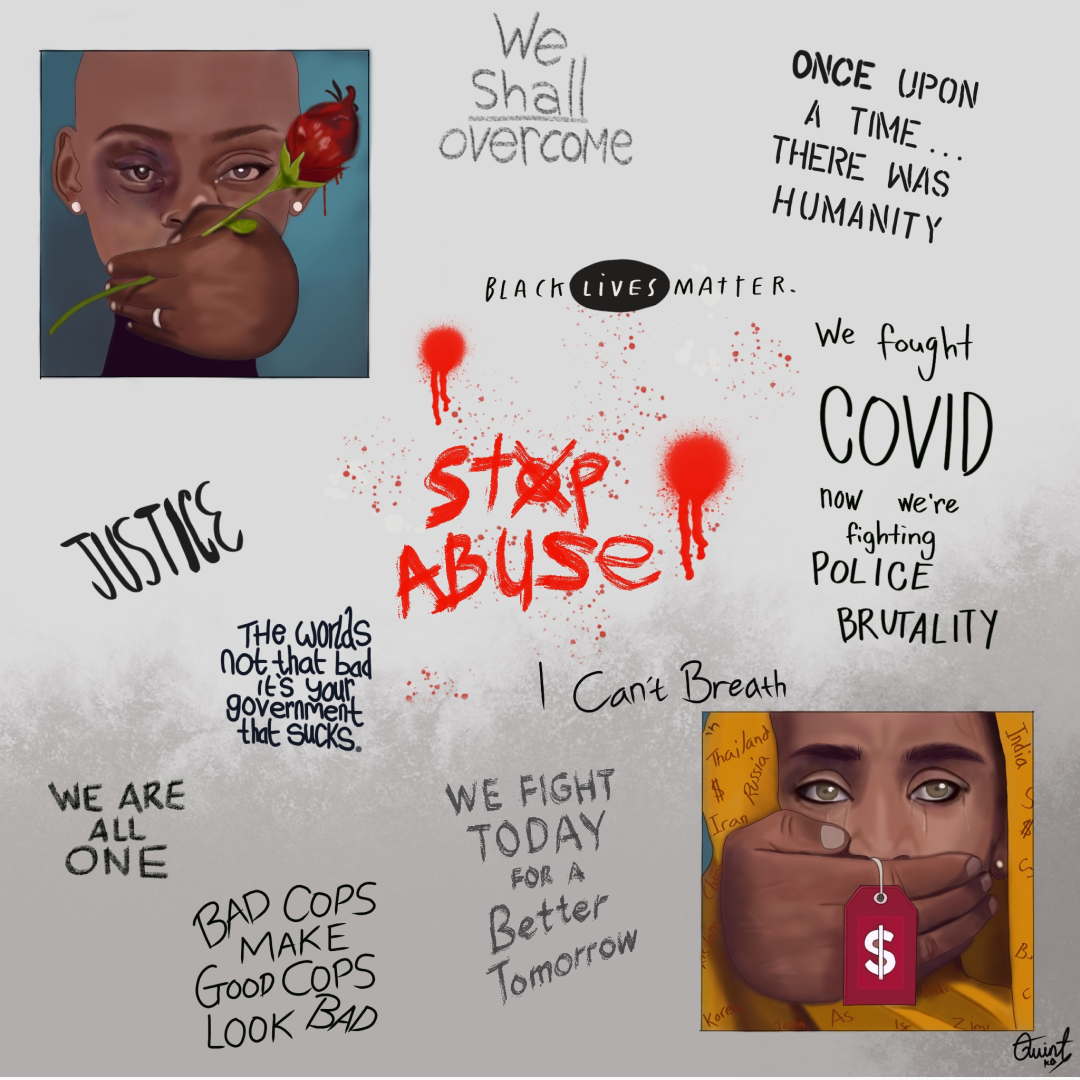 We
Shall
overcome
ONCE UPON
A TIME...
THERE WAS
HUMANITY
BLACK LIVES MATTER.
We fought
COVID
now we're
fighting
POLICE
BRUTALITY
STOP
ABUSE
JUSTICE
THE worlds
not that bad
it's your
government
that SUCKS.
I Can't Breath
WE ARE
ALL
ONE
WE FIGHT
TODAY
FOR A
Better
Tomorrow
BAD COPS
MAKE
GOOD COPS
LOOK BAD
in
Thailand
$
Russia
Iran
India
S
$
S
Korea
As
$
Quint